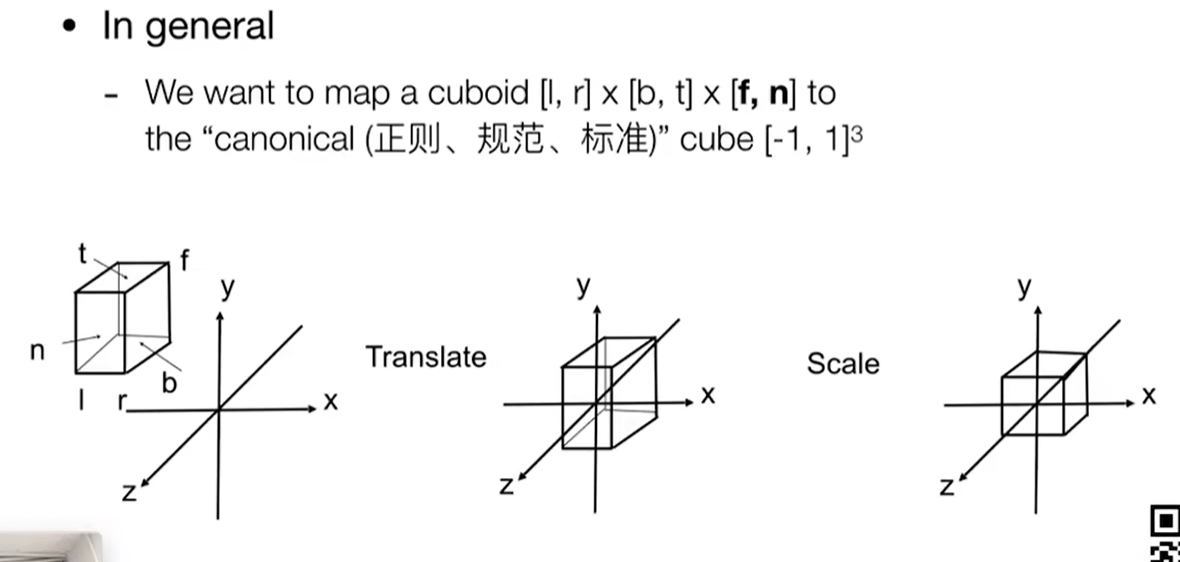 • In general
- We want to map a cuboid [l, r] x [b, t] x [f, n] to
the “canonical (正则、规范、标准)” cube [-1, 1]³
t
f
y
n
b
l
r
x
z
Translate
y
x
z
Scale
y
x
z